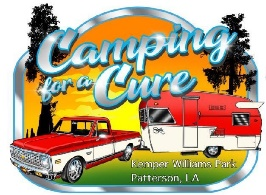 Camping
for a
Cure
Kemper Williams Park
Patterson, LA